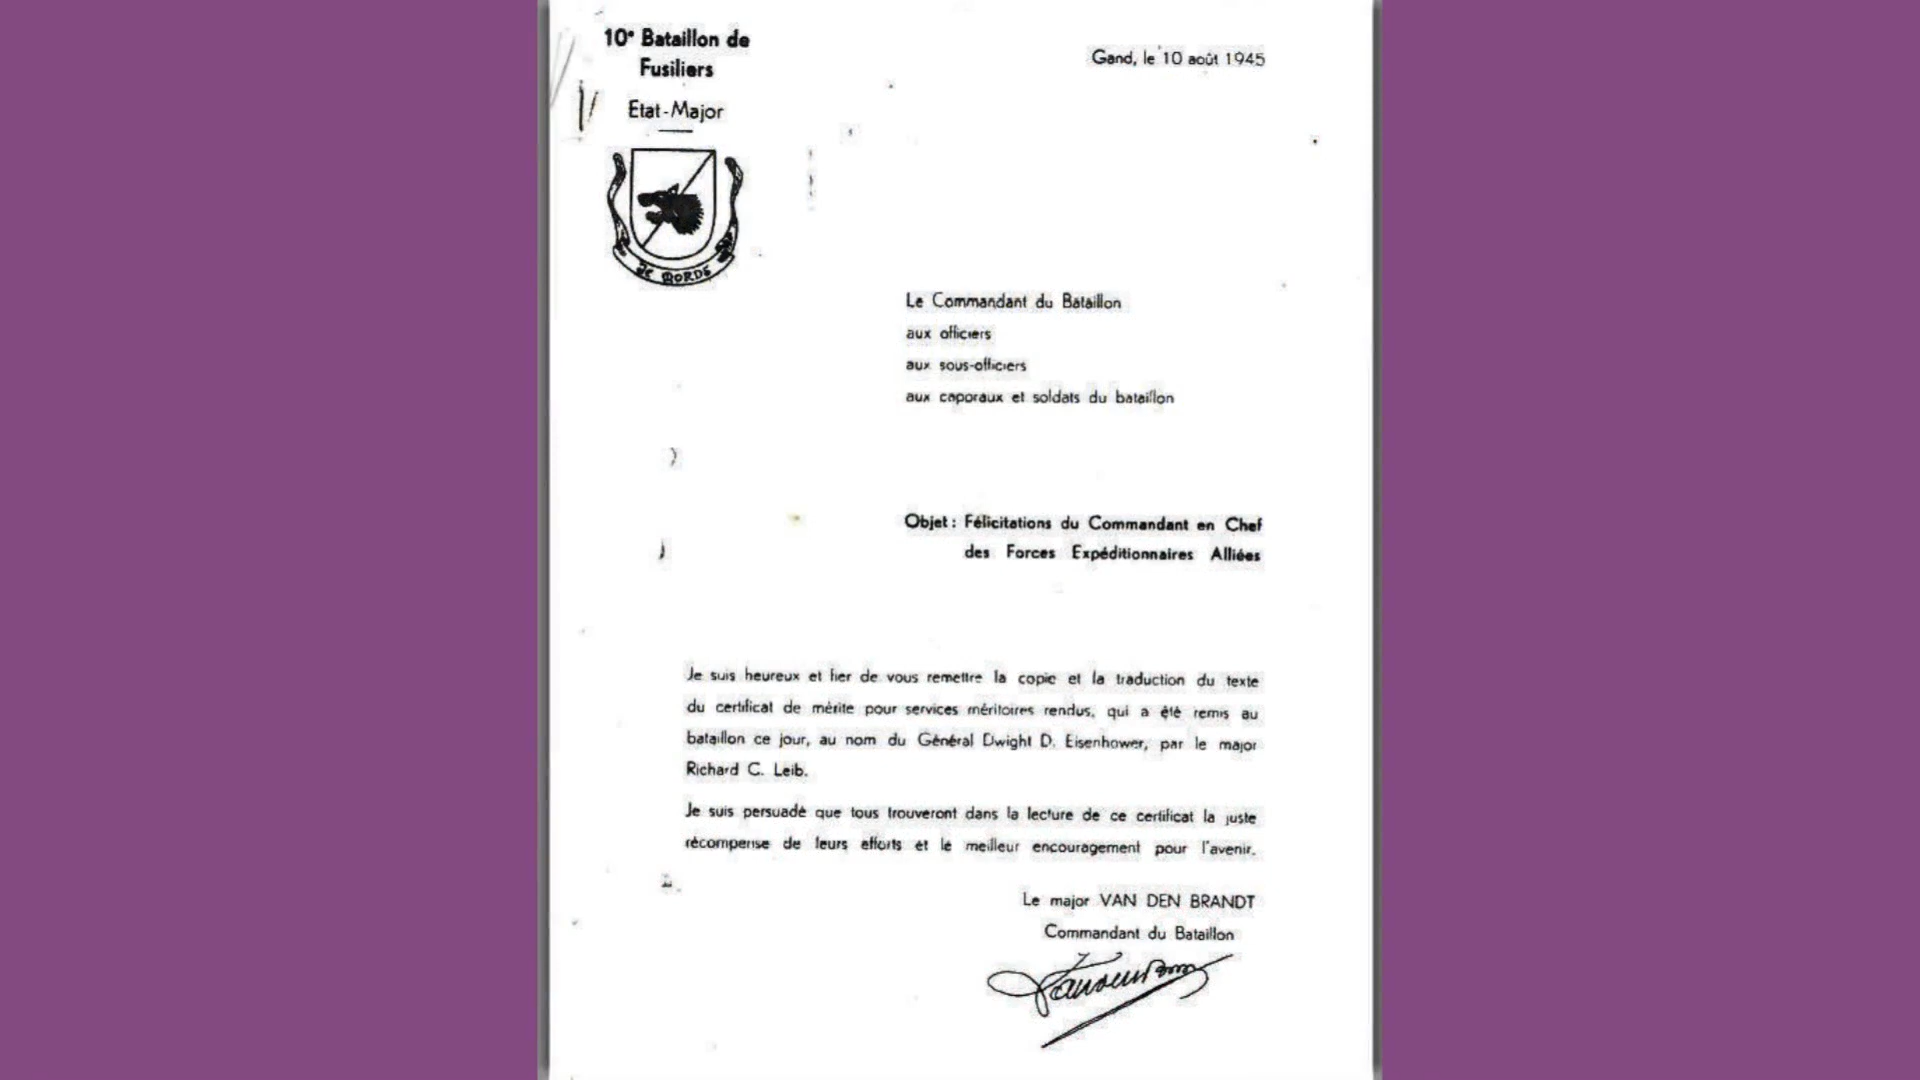 10e Bataillon de
Fusiliers
Etat-Major
JE MORDS
Gand, le 10 août 1945
Le Commandant du Bataillon
aux officiers
aux sous-officiers
aux caporaux et soldats du bataillon
Objet : Félicitations du Commandant en Chef
des Forces Expéditionnaires Alliées
Je suis heureux et fier de vous remettre la copie et la traduction du texte
du certificat de mérite pour services méritoires rendus, qui a été remis au
bataillon ce jour, au nom du Général Dwight D. Eisenhower, par le major
Richard C. Leib.
Je suis persuadé que tous trouveront dans la lecture de ce certificat la juste
récompense de leurs efforts et le meilleur encouragement pour l'avenir.
Le major VAN DEN BRANDT
Commandant du Bataillon